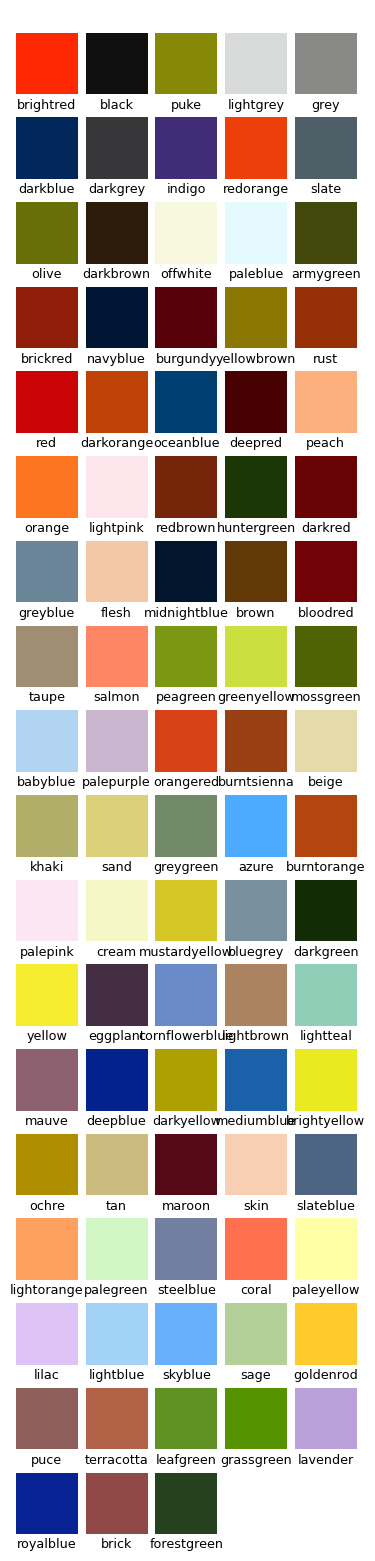 brightred black puke lightgrey grey
darkblue darkgrey indigo redorange slate
olive darkbrown offwhite paleblue armygreen
brickred navyblue burgundy yellowbrown rust
red darkorange oceanblue deepred peach
orange lightpink redbrown huntergreen darkred
greyblue flesh midnightblue brown bloodred
taupe salmon peagreen greenyellow mossgreen
babyblue palepurple orangered burntsienna beige
khaki sand greygreen azure burntorange
palepink cream mustardyellow bluegrey darkgreen
yellow eggplant cornflowerblue lightbrown lightteal
mauve deepblue darkyellow mediumblue brightyellow
ochre tan maroon skin slateblue
lightorange palegreen steelblue coral paleyellow
lilac lightblue skyblue sage goldenrod
puce terracotta leafgreen grassgreen lavender
royalblue brick forestgreen